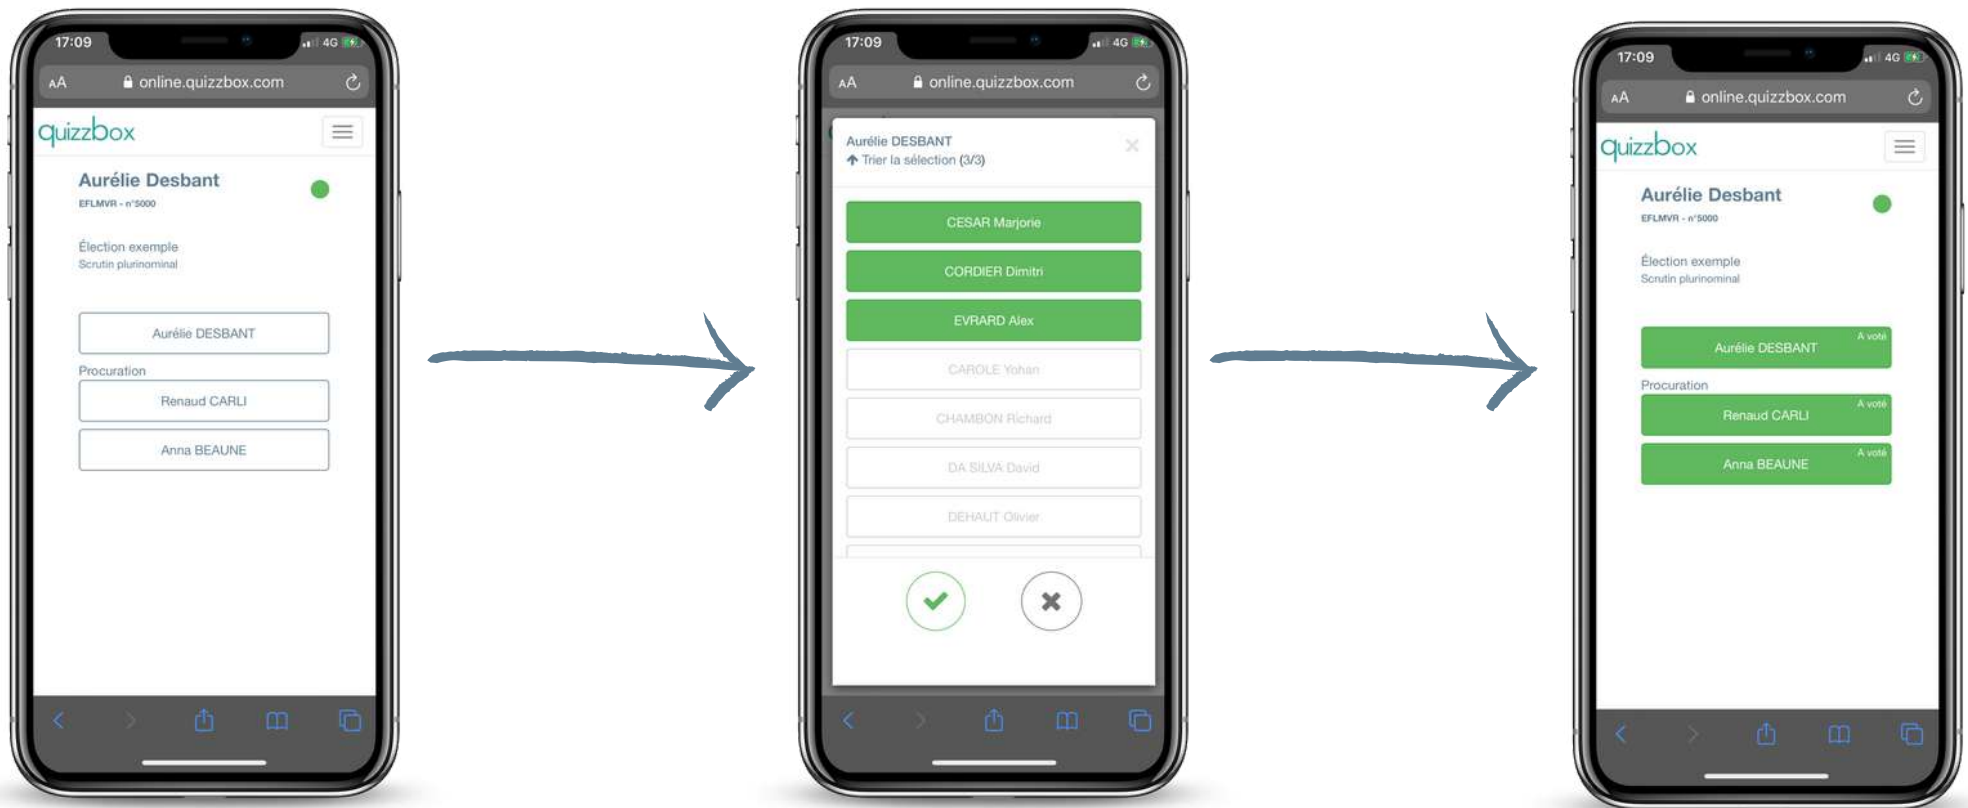 17:09
4G
AA online.quizzbox.com
quizzbox
Aurélie Desbant
EFLMVR - n°5000
Élection exemple
Scrutin plurinominal
Aurélie DESBANT
Procuration
Renaud CARLI
Anna BEAUNE
17:09
4G
AA online.quizzbox.com
Aurélie DESBANT
Trier la sélection (3/3)
CESAR Marjorie
CORDIER Dimitri
EVRARD Alex
CAROLE Yohan
CHAMBON Richard
DA SILVA David
DEHAUT Olivier
17:09
4G
AA online.quizzbox.com
quizzbox
Aurélie Desbant
EFLMVR - n°5000
Élection exemple
Scrutin plurinominal
A voté
Aurélie DESBANT
Procuration
A voté
Renaud CARLI
A voté
Anna BEAUNE